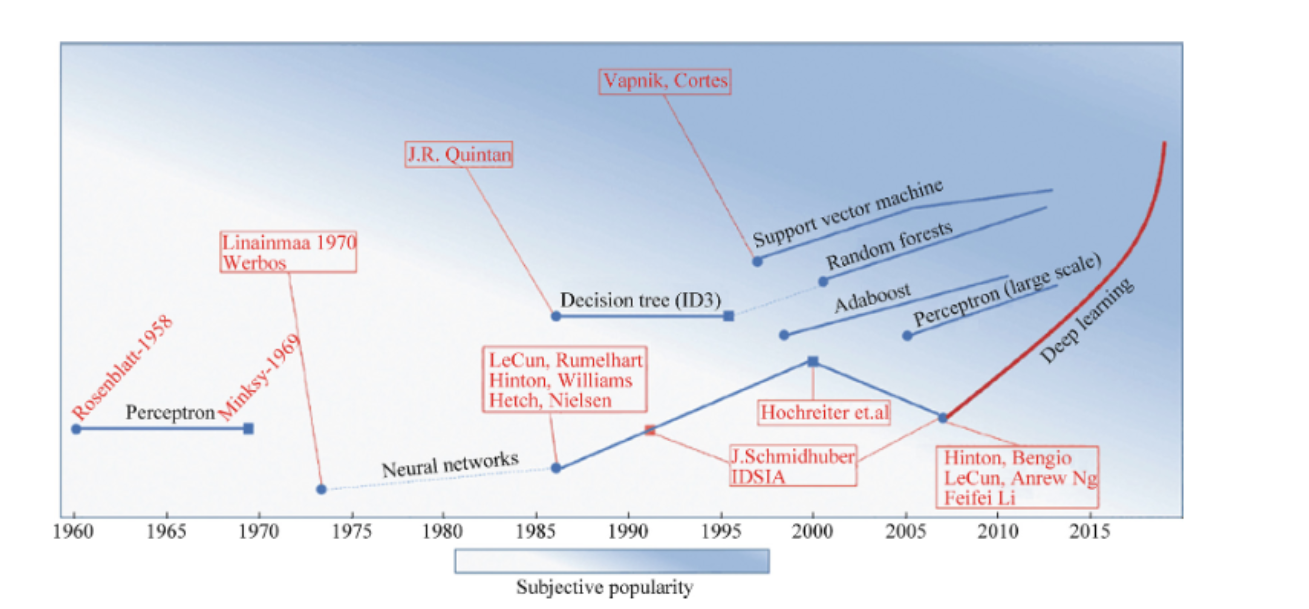 Vapnik, Cortes
J.R. Quintan
Support vector machine
Random forests
Linainmaa 1970
Werbos
Decision tree (ID3)
Adaboost
Perceptron (large scale)
Deep learning
Rosenblatt-1958
Minksy-1969
Perceptron
LeCun, Rumelhart
Hinton, Williams
Hetch, Nielsen
Hochreiter et.al
Neural networks
J.Schmidhuber
IDSIA
Hinton, Bengio
LeCun, Anrew Ng
Feifei Li
1960 1965 1970 1975 1980 1985 1990 1995 2000 2005 2010 2015
Subjective popularity